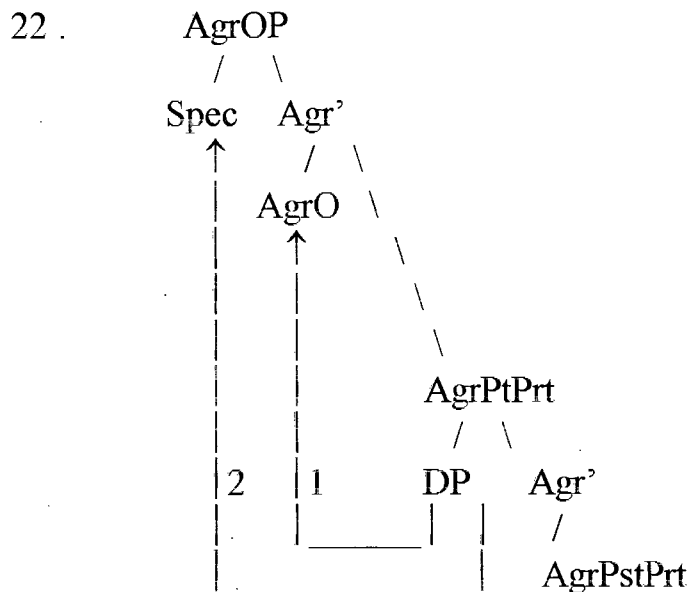 22 . AgrOP
Spec Agr’
AgrO
AgrPtPrt
2 1 DP Agr’
AgrPstPrt